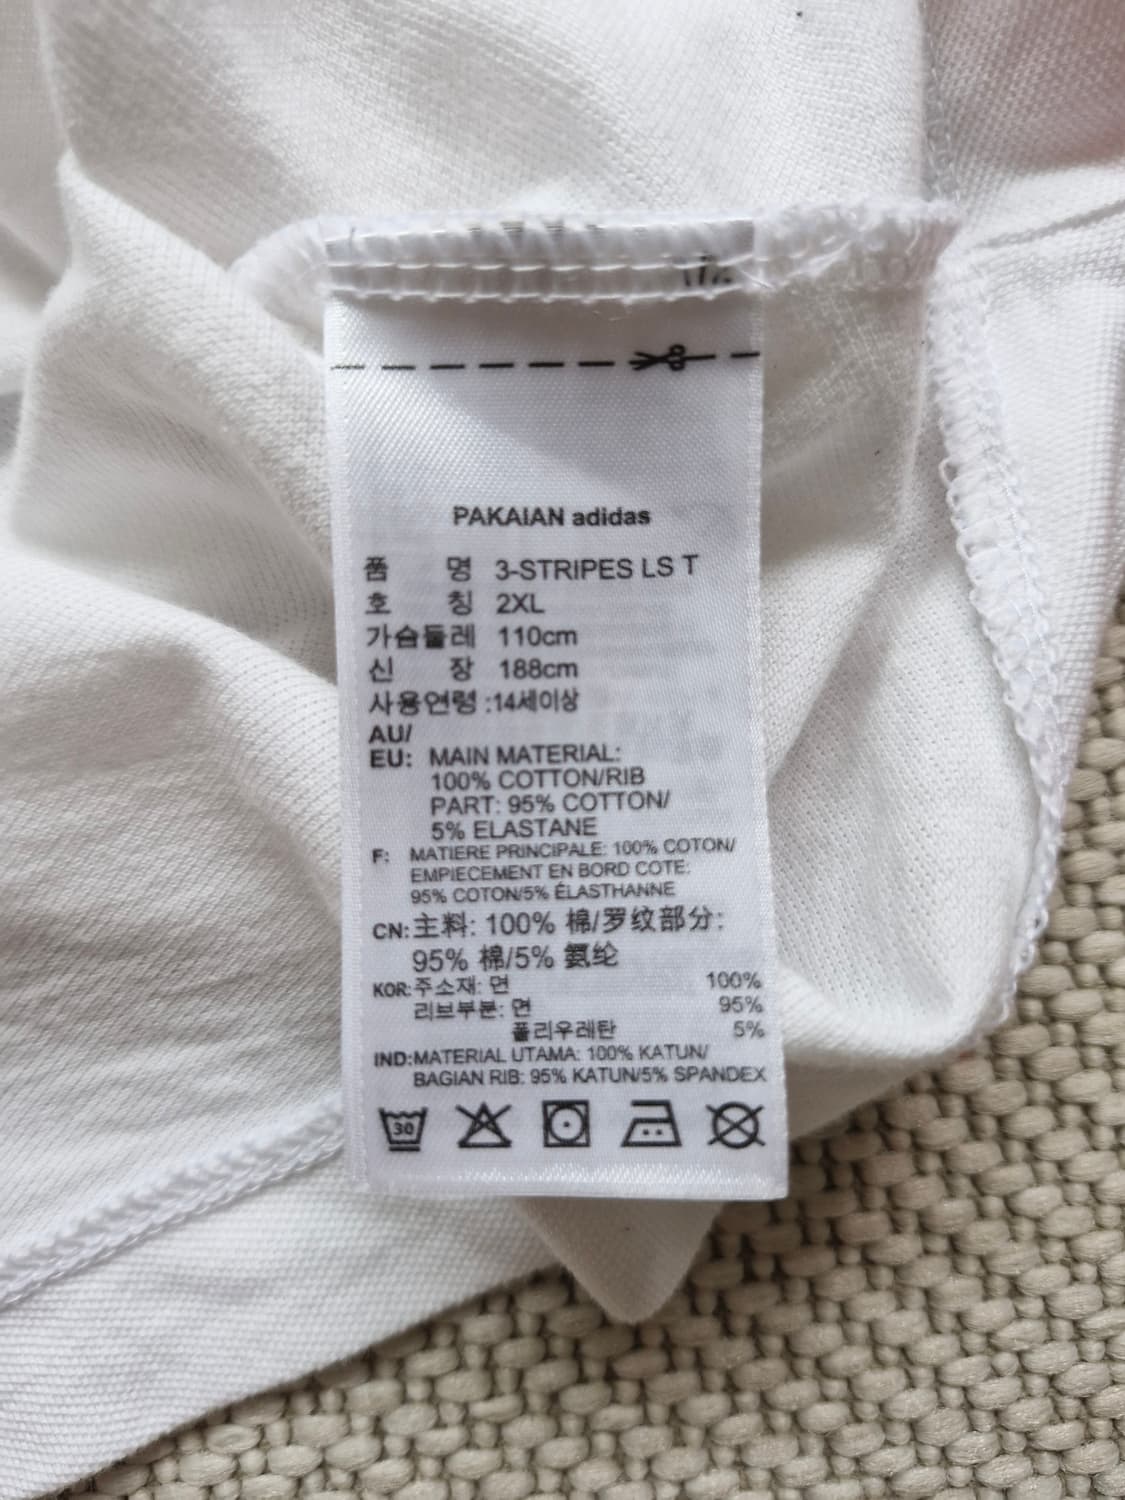 PAKAIAN adidas
품 명 3-STRIPES LS T
호 칭 2XL
가슴둘레 110cm
신 장 188cm
사용연령 :14세이상
AU/
EU: MAIN MATERIAL:
100% COTTON/RIB
PART: 95% COTTON/
5% ELASTANE
F: MATIERE PRINCIPALE: 100% COTON/
EMPIECEMENT EN BORD COTE:
95% COTON/5% ÉLASTHANNE
CN: 主料: 100% 棉/罗纹部分:
95% 棉/5% 氨纶
KOR: 주소재: 면 100%
리브부분: 면 95%
폴리우레탄 5%
IND: MATERIAL UTAMA: 100% KATUN/
BAGIAN RIB: 95% KATUN/5% SPANDEX
30